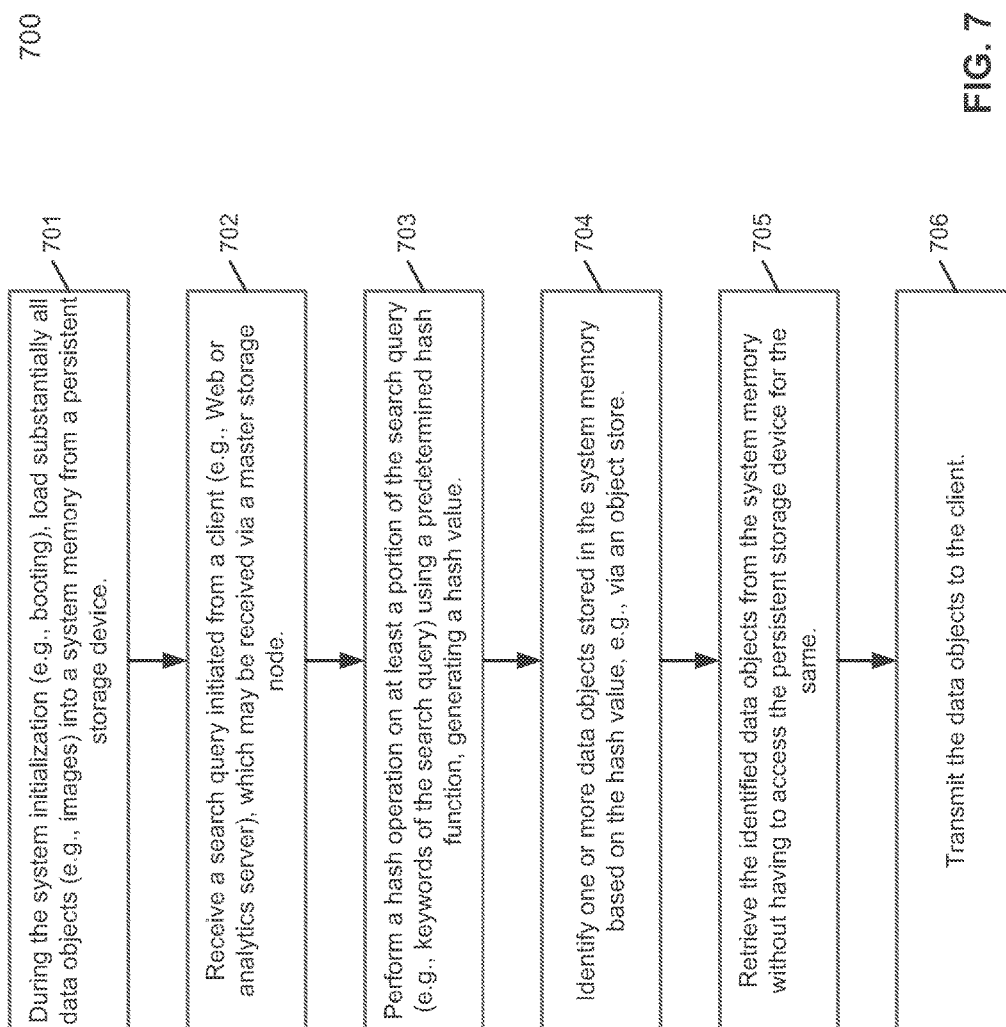 700
During the system initialization (e.g., booting), load substantially all
data objects (e.g., images) into a system memory from a persistent
storage device.
701
Receive a search query initiated from a client (e.g., Web or
analytics server), which may be received via a master storage
node.
702
Perform a hash operation on at least a portion of the search query
(e.g., keywords of the search query) using a predetermined hash
function, generating a hash value.
703
Identify one or more data objects stored in the system memory
based on the hash value, e.g., via an object store.
704
Retrieve the identified data objects from the system memory
without having to access the persistent storage device for the
same.
705
Transmit the data objects to the client.
706
FIG. 7